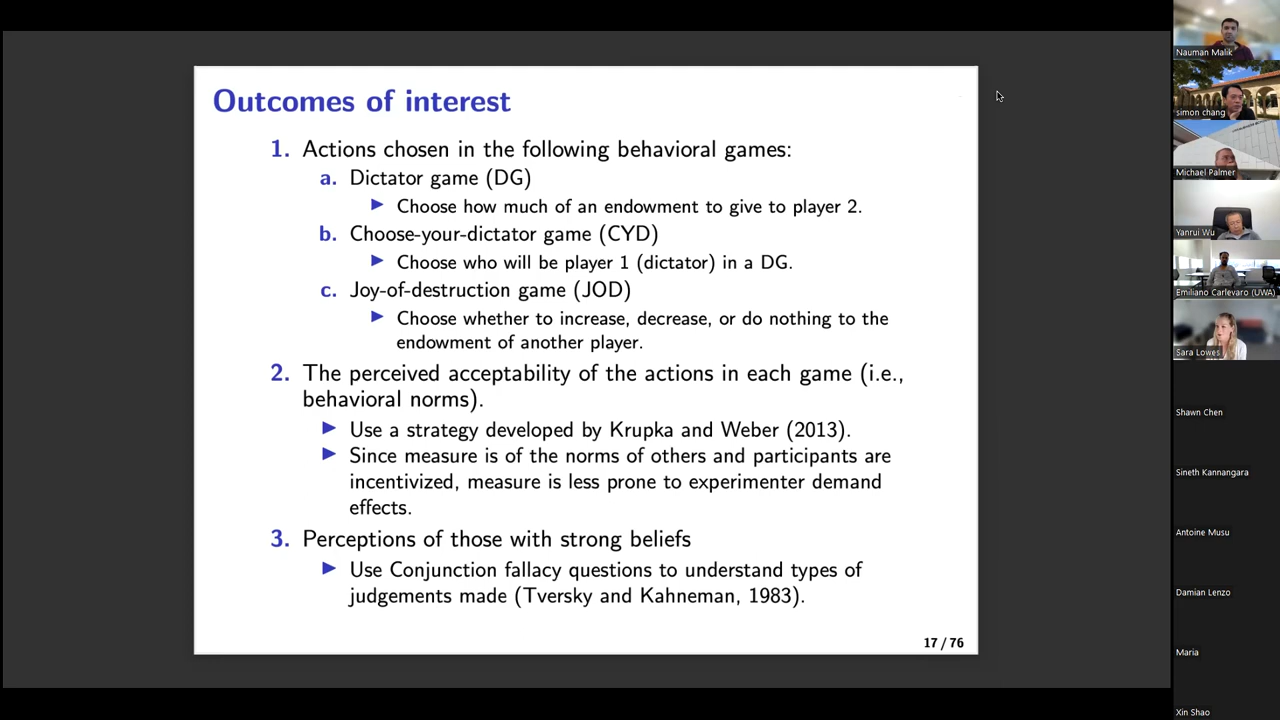 Outcomes of interest
1. Actions chosen in the following behavioral games:
a. Dictator game (DG)
Choose how much of an endowment to give to player 2.
b. Choose-your-dictator game (CYD)
Choose who will be player 1 (dictator) in a DG.
c. Joy-of-destruction game (JOD)
Choose whether to increase, decrease, or do nothing to the
endowment of another player.
2. The perceived acceptability of the actions in each game (i.e.,
behavioral norms).
Use a strategy developed by Krupka and Weber (2013).
Since measure is of the norms of others and participants are
incentivized, measure is less prone to experimenter demand
effects.
3. Perceptions of those with strong beliefs
Use Conjunction fallacy questions to understand types of
judgements made (Tversky and Kahneman, 1983).
17 / 76
Nauman Malik
simon chang
Michael Palmer
Yanrui Wu
Emiliano Carlevaro (UWA)
Sara Lowes
Shawn Chen
Sineth Kannangara
Antoine Musu
Damian Lenzo
Maria
Xin Shao